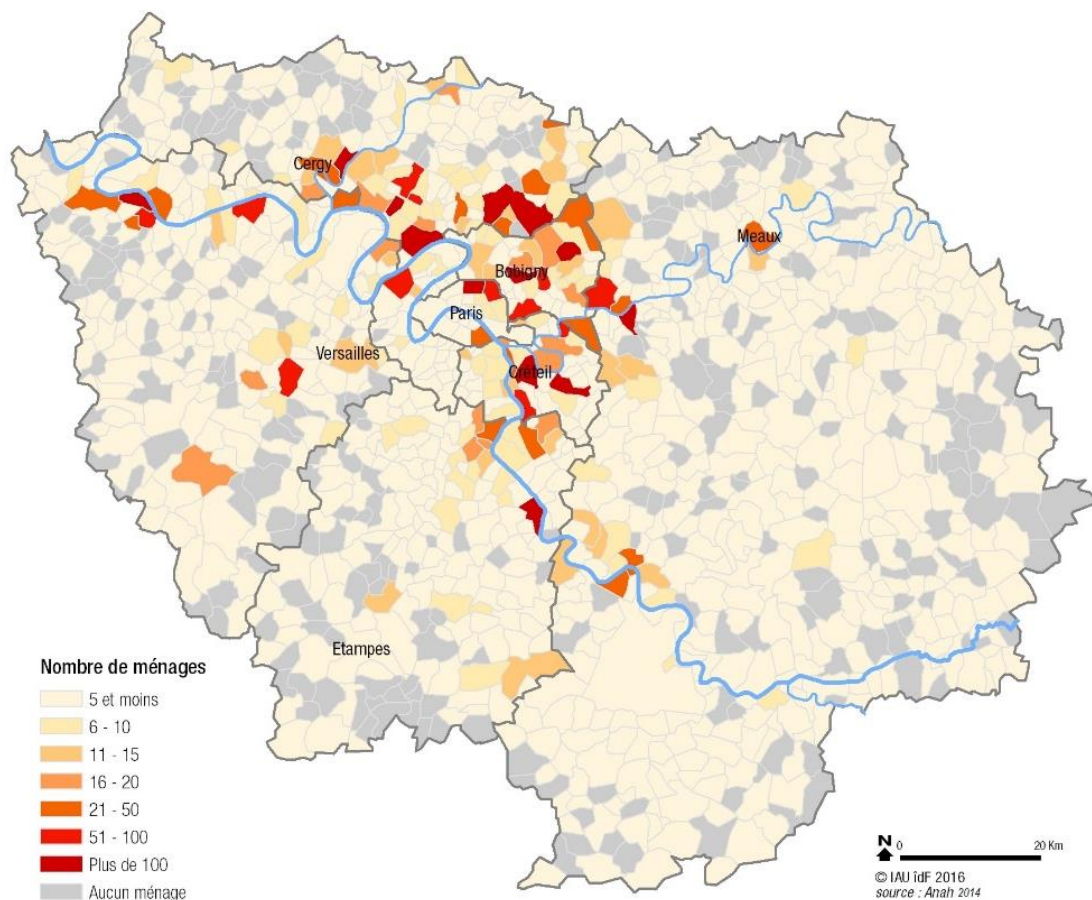 Cergy
Meaux
Bobigny
Paris
Versailles
Créteil
Etampes
Nombre de ménages
5 et moins
6 - 10
11 - 15
16 - 20
21 - 50
51 - 100
Plus de 100
Aucun ménage
N
0 20 Km
© IAU îdF 2016
source : Anah 2014